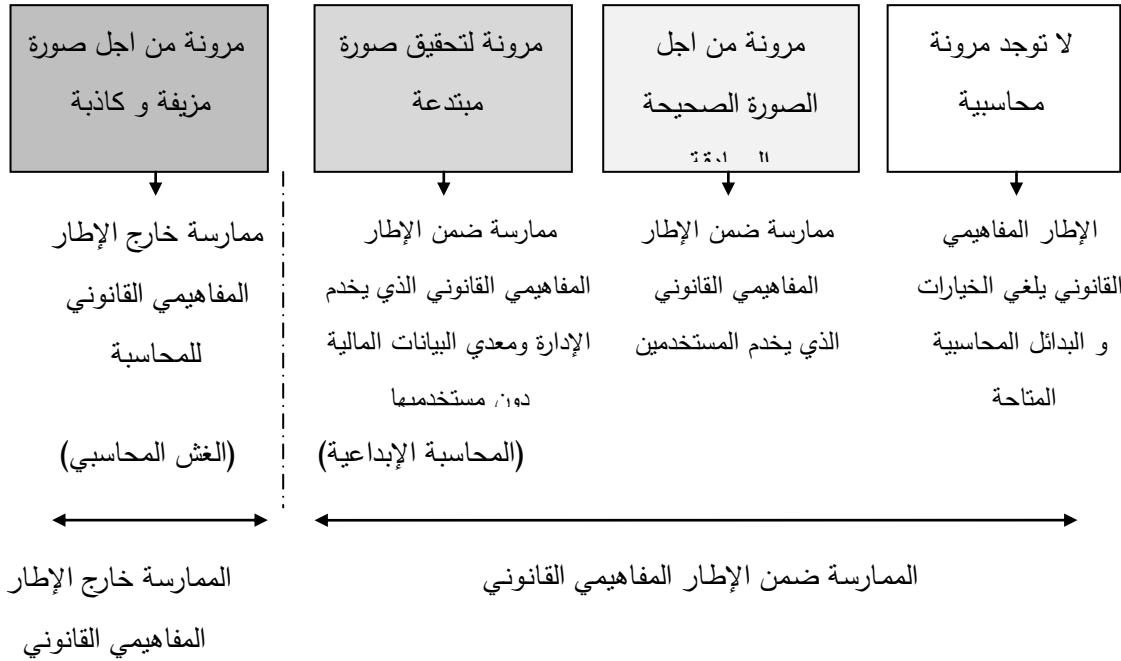 لا توجد مرونة
محاسبية
مرونة من اجل
الصورة الصحيحة
مرونة لتحقيق صورة
مبتدعة
مرونة من اجل صورة
مزيفة و كاذبة
الإطار المفاهيمي
القانوني يلغي الخيارات
و البدائل المحاسبية
المتاحة
ممارسة ضمن الإطار
المفاهيمي القانوني
الذي يخدم المستخدمين
ممارسة ضمن الإطار
المفاهيمي القانوني الذي يخدم
الإدارة ومعدي البيانات المالية
دون مستخدميها
(المحاسبة الإبداعية)
ممارسة خارج الإطار
المفاهيمي القانوني
للمحاسبة
(الغش المحاسبي)
الممارسة ضمن الإطار المفاهيمي القانوني
الممارسة خارج الإطار
المفاهيمي القانوني